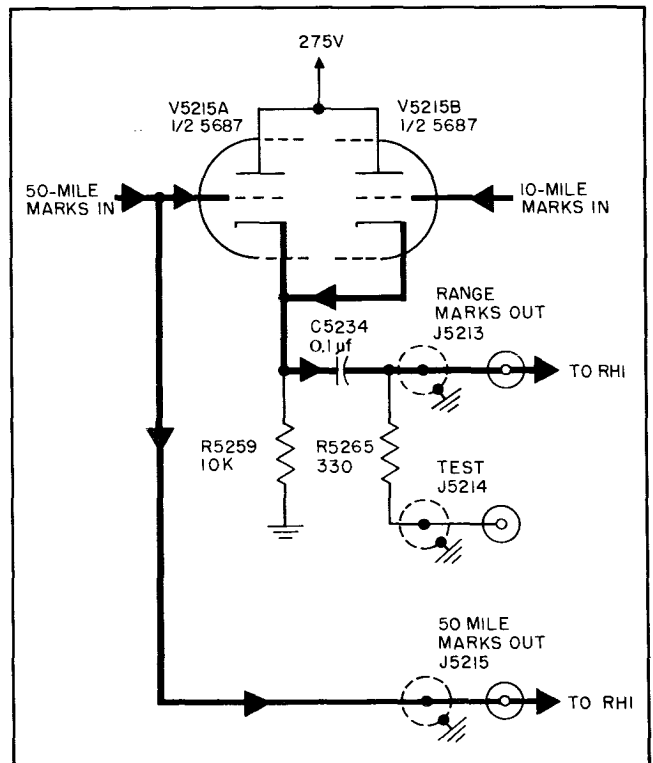 275V
V5215A
1/2 5687
V5215B
1/2 5687
50-MILE
MARKS IN
10-MILE
MARKS IN
RANGE
MARKS OUT
J5213
C5234
0.1 µf
TO RHI
R5259
10K
R5265
330
TEST
J5214
50 MILE
MARKS OUT
J5215
TO RHI